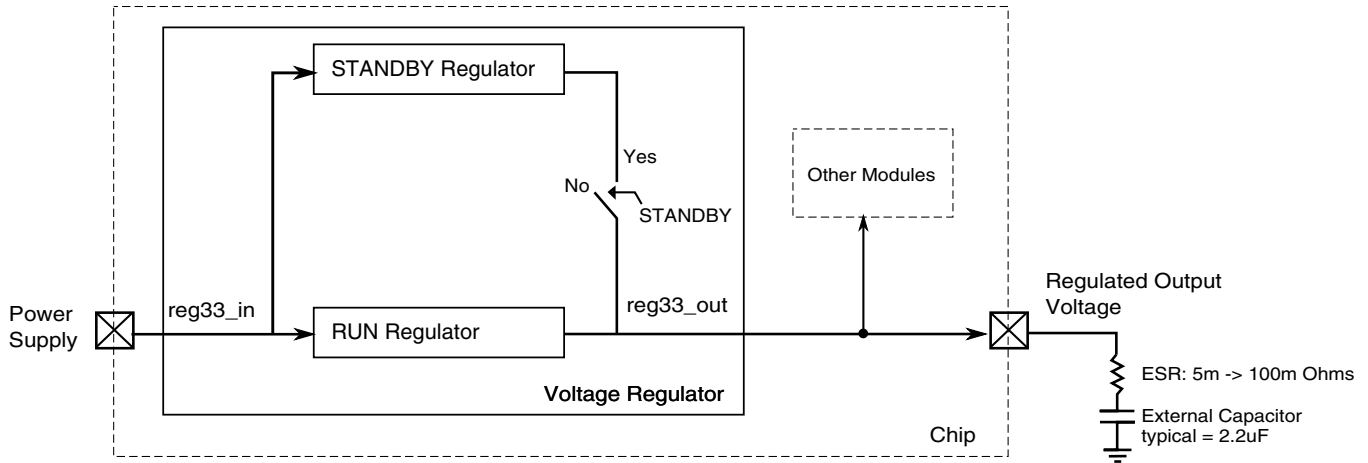 STANDBY Regulator
Yes
No
STANDBY
Other Modules
Power
Supply
reg33_in
RUN Regulator
reg33_out
Regulated Output
Voltage
ESR: 5m -> 100m Ohms
Voltage Regulator
External Capacitor
typical = 2.2uF
Chip